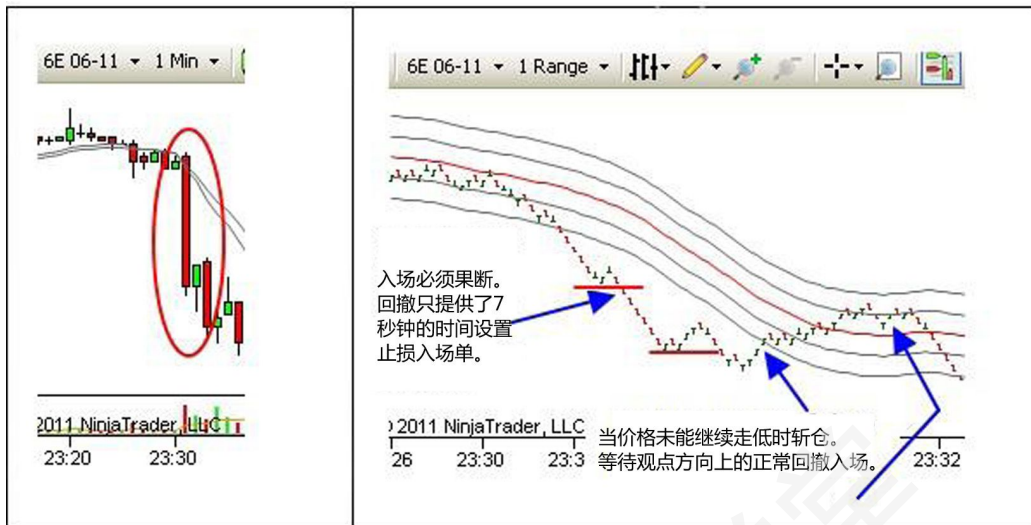 6E 06-11 1 Min
2011 NinjaTrader, LLC
23:20 23:30
6E 06-11 1 Range
入场必须果断。
回撤只提供了7
秒钟的时间设置
止损入场单。
2011 NinjaTrader, LLC
当价格未能继续走低时斩仓。
等待观点方向上的正常回撤入场。
26 23:30 23:3 23:32